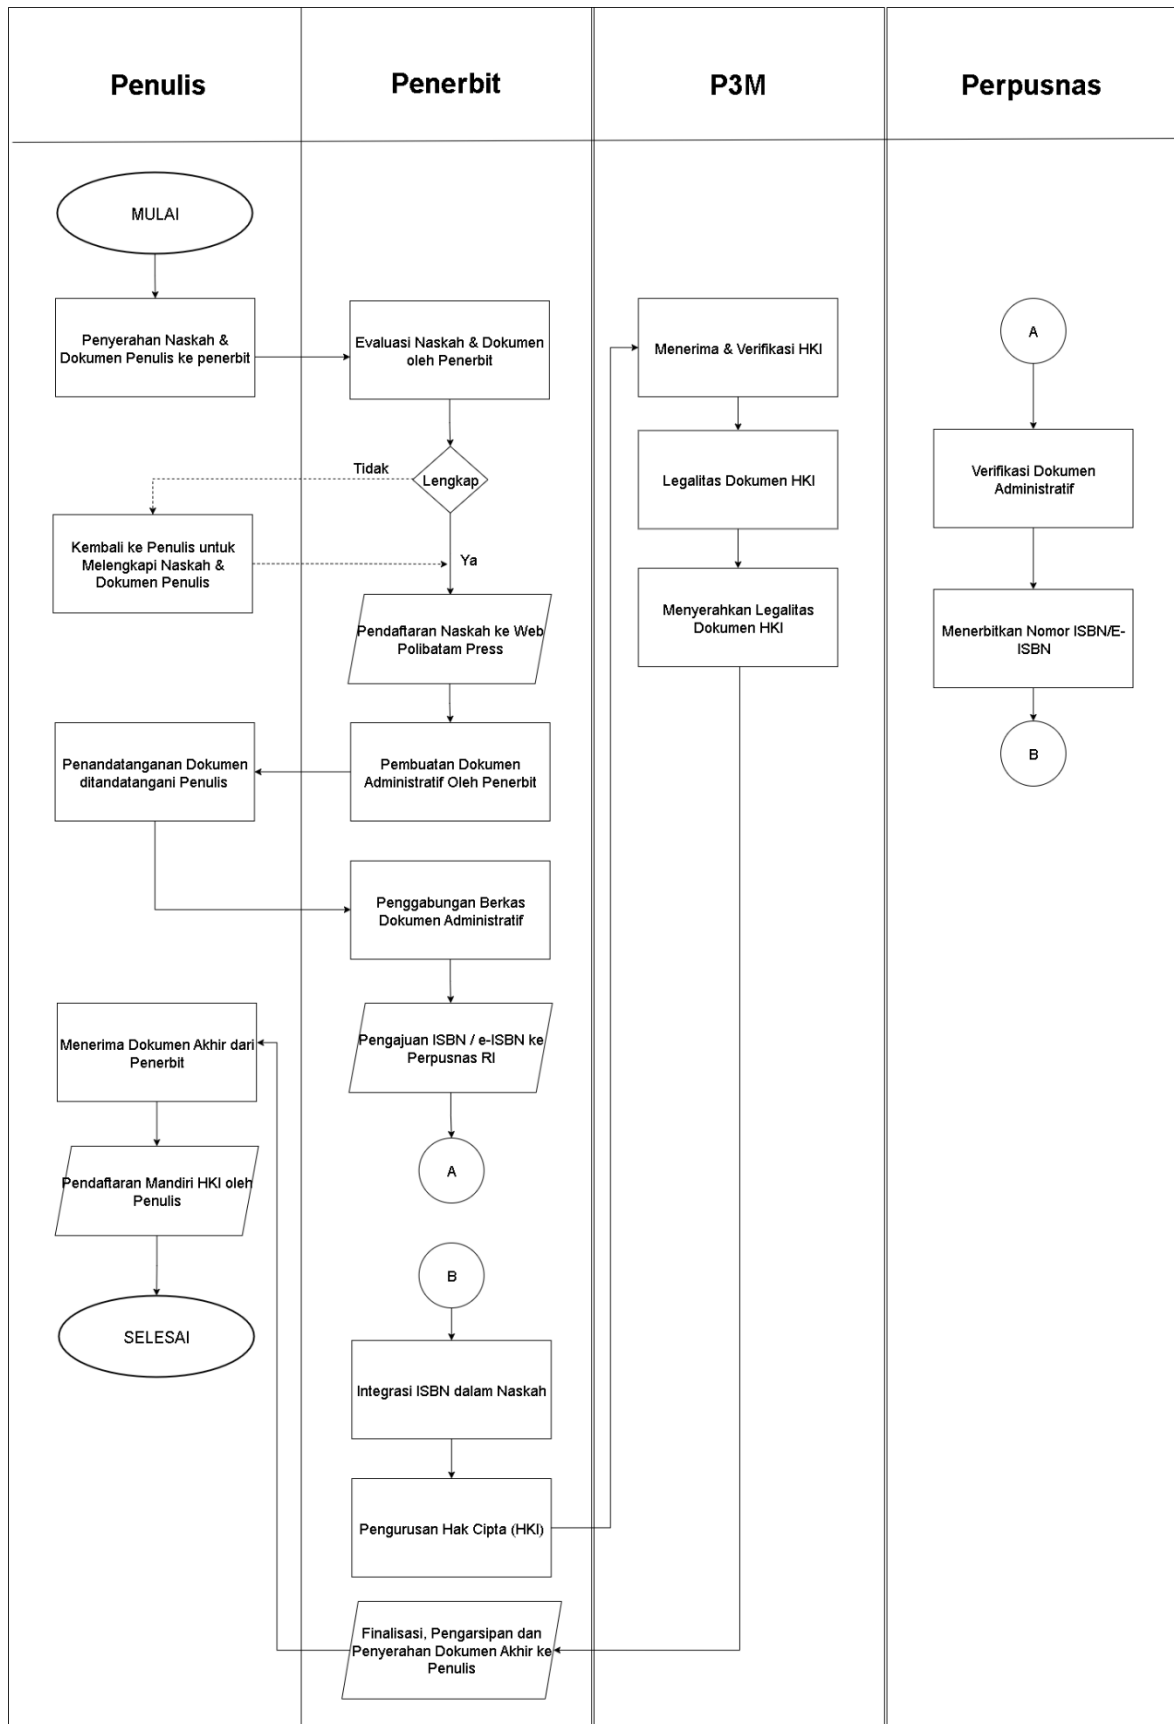 Penulis
Penerbit
P3M
Perpusnas
MULAI
Penyerahan Naskah &
Dokumen Penulis ke penerbit
Evaluasi Naskah & Dokumen
oleh Penerbit
Menerima & Verifikasi HKI
A
Tidak
Lengkap
Legalitas Dokumen HKI
Verifikasi Dokumen
Administratif
Kembali ke Penulis untuk
Melengkapi Naskah &
Dokumen Penulis
Ya
Pendaftaran Naskah ke Web
Polibatam Press
Menyerahkan Legalitas
Dokumen HKI
Menerbitkan Nomor ISBN/E-
ISBN
Penandatanganan Dokumen
ditandatangani Penulis
Pembuatan Dokumen
Administratif Oleh Penerbit
B
Penggabungan Berkas
Dokumen Administratif
Menerima Dokumen Akhir dari
Penerbit
Pengajuan ISBN / e-ISBN ke
Perpusnas RI
Pendaftaran Mandiri HKI oleh
Penulis
A
B
SELESAI
Integrasi ISBN dalam Naskah
Pengurusan Hak Cipta (HKI)
Finalisasi, Pengarsipan dan
Penyerahan Dokumen Akhir ke
Penulis